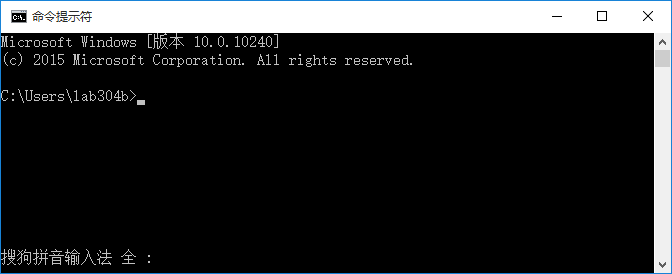 命令提示符
Microsoft Windows [版本 10.0.10240]
(c) 2015 Microsoft Corporation. All rights reserved.
C:\Users\lab304b>
搜狗拼音输入法 全 :